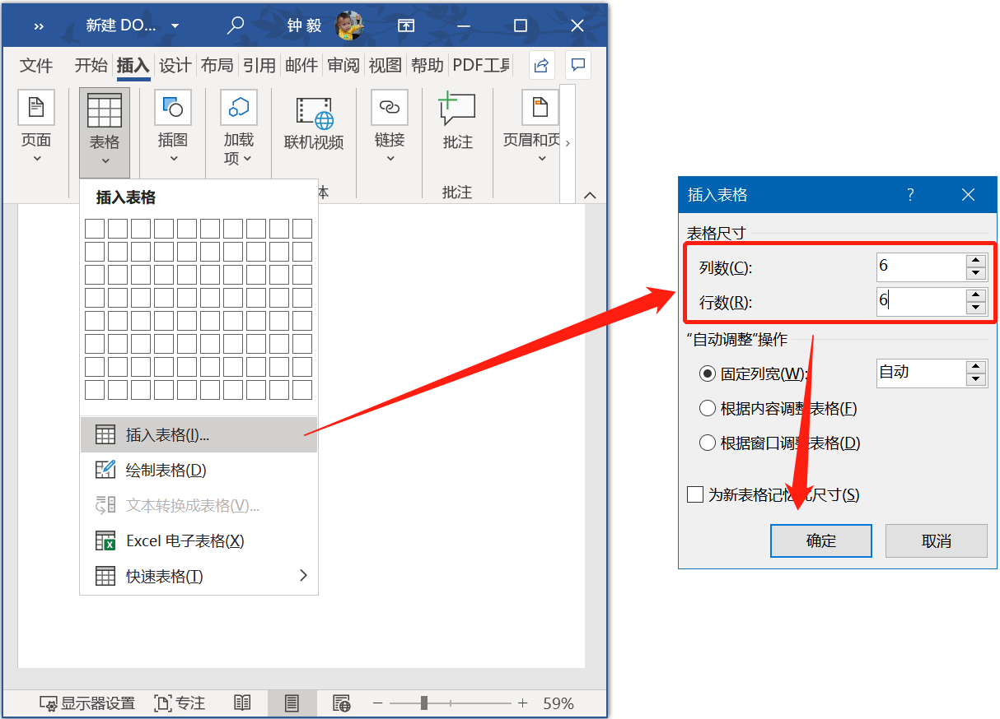 新建 DO...
钟 毅
文件 开始 插入 设计 布局 引用 邮件 审阅 视图 帮助 PDF工具
页面
表格
插图
加载
项
联机视频
链接
批注
页眉和页
体
批注
插入表格
插入表格(I)...
绘制表格(D)
文本转换成表格(V)...
Excel 电子表格(X)
快速表格(T)
显示器设置
专注
59%
插入表格
?
表格尺寸
列数(C): 6
行数(R): 6
“自动调整”操作
固定列宽(W): 自动
根据内容调整表格(F)
根据窗口调整表格(D)
为新表格记忆此尺寸(S)
确定
取消